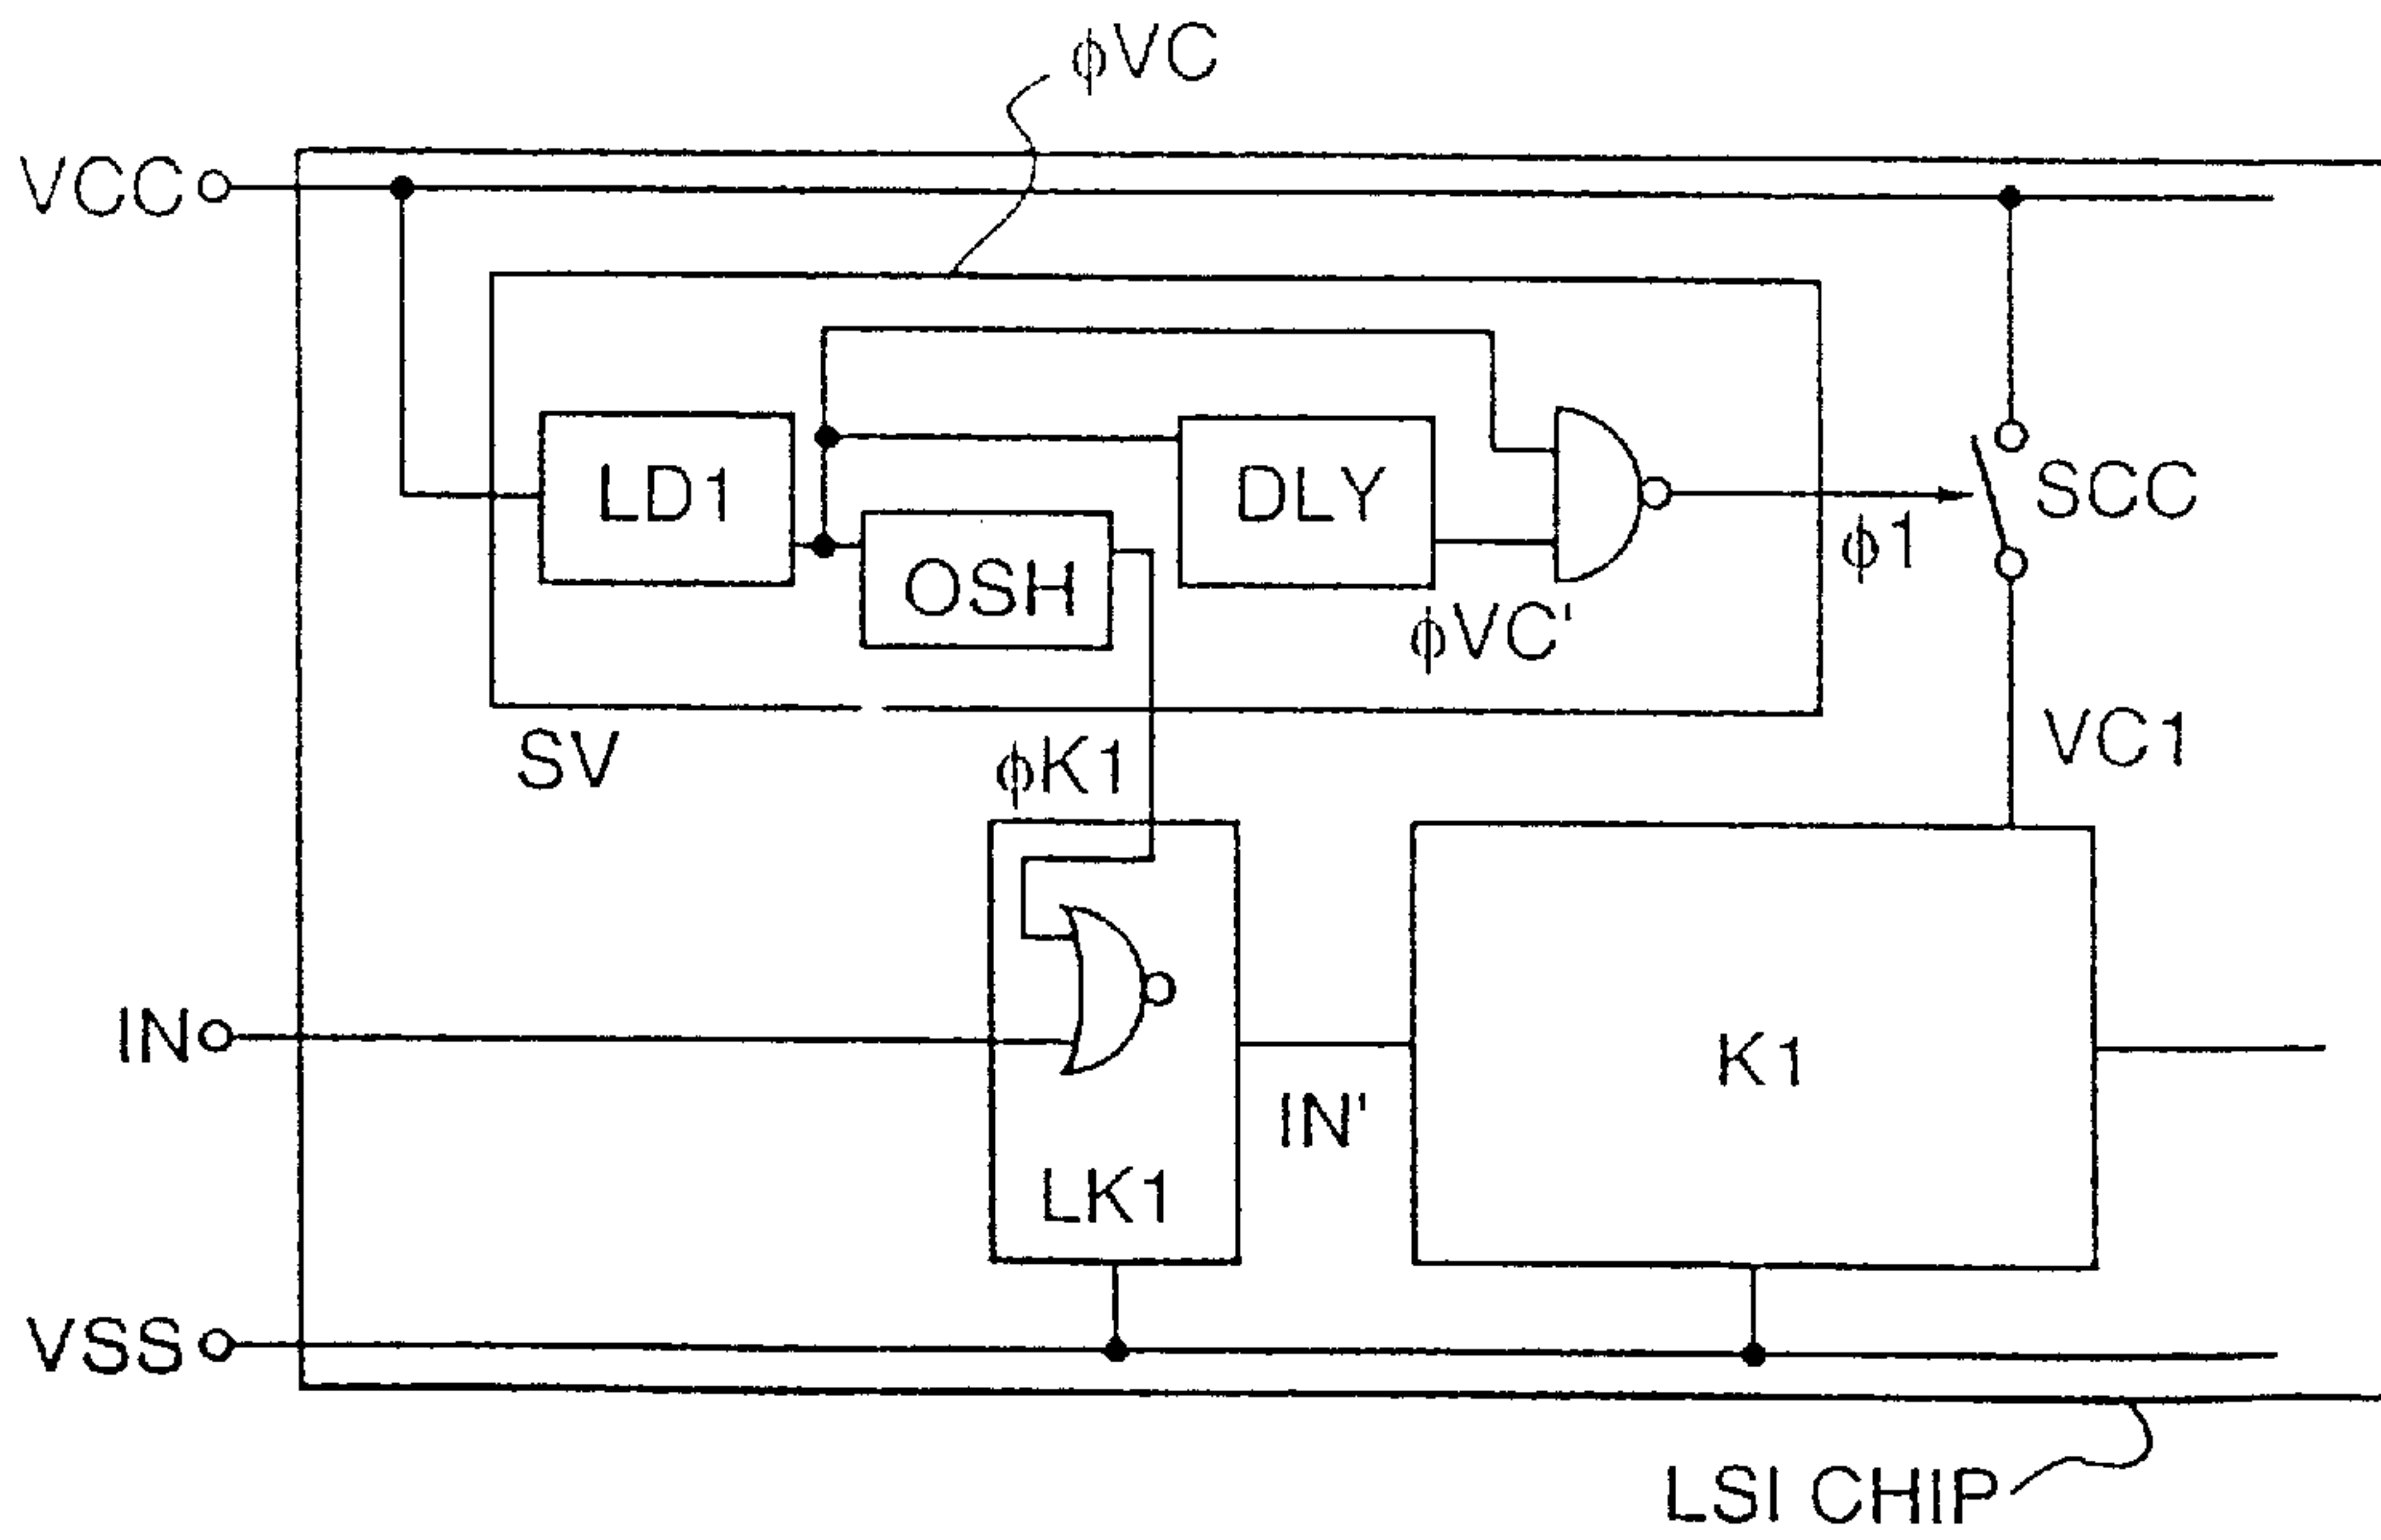 ϕVC
VCC
LD1
DLY
SCC
OSH
ϕ1
ϕVC'
SV
ϕK1
VC1
IN
K1
IN'
LK1
VSS
LSI CHIP